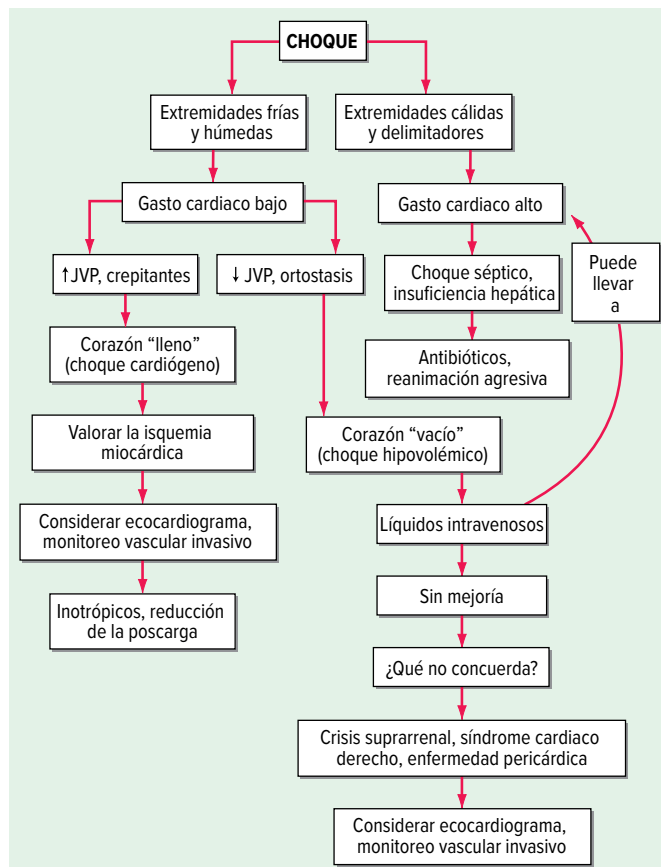 CHOQUE
Extremidades frías
y húmedas
Extremidades cálidas
y delimitadores
Gasto cardiaco bajo
Gasto cardiaco alto
↑JVP, crepitantes
↓ JVP, ortostasis
Choque séptico,
insuficiencia hepática
Puede
llevar
a
Corazón “lleno”
(choque cardiógeno)
Antibióticos,
reanimación agresiva
Valorar la isquemia
miocárdica
Corazón “vacío”
(choque hipovolémico)
Considerar ecocardiograma,
monitoreo vascular invasivo
Líquidos intravenosos
Inotrópicos, reducción
de la poscarga
Sin mejoría
¿Qué no concuerda?
Crisis suprarrenal, síndrome cardiaco
derecho, enfermedad pericárdica
Considerar ecocardiograma,
monitoreo vascular invasivo